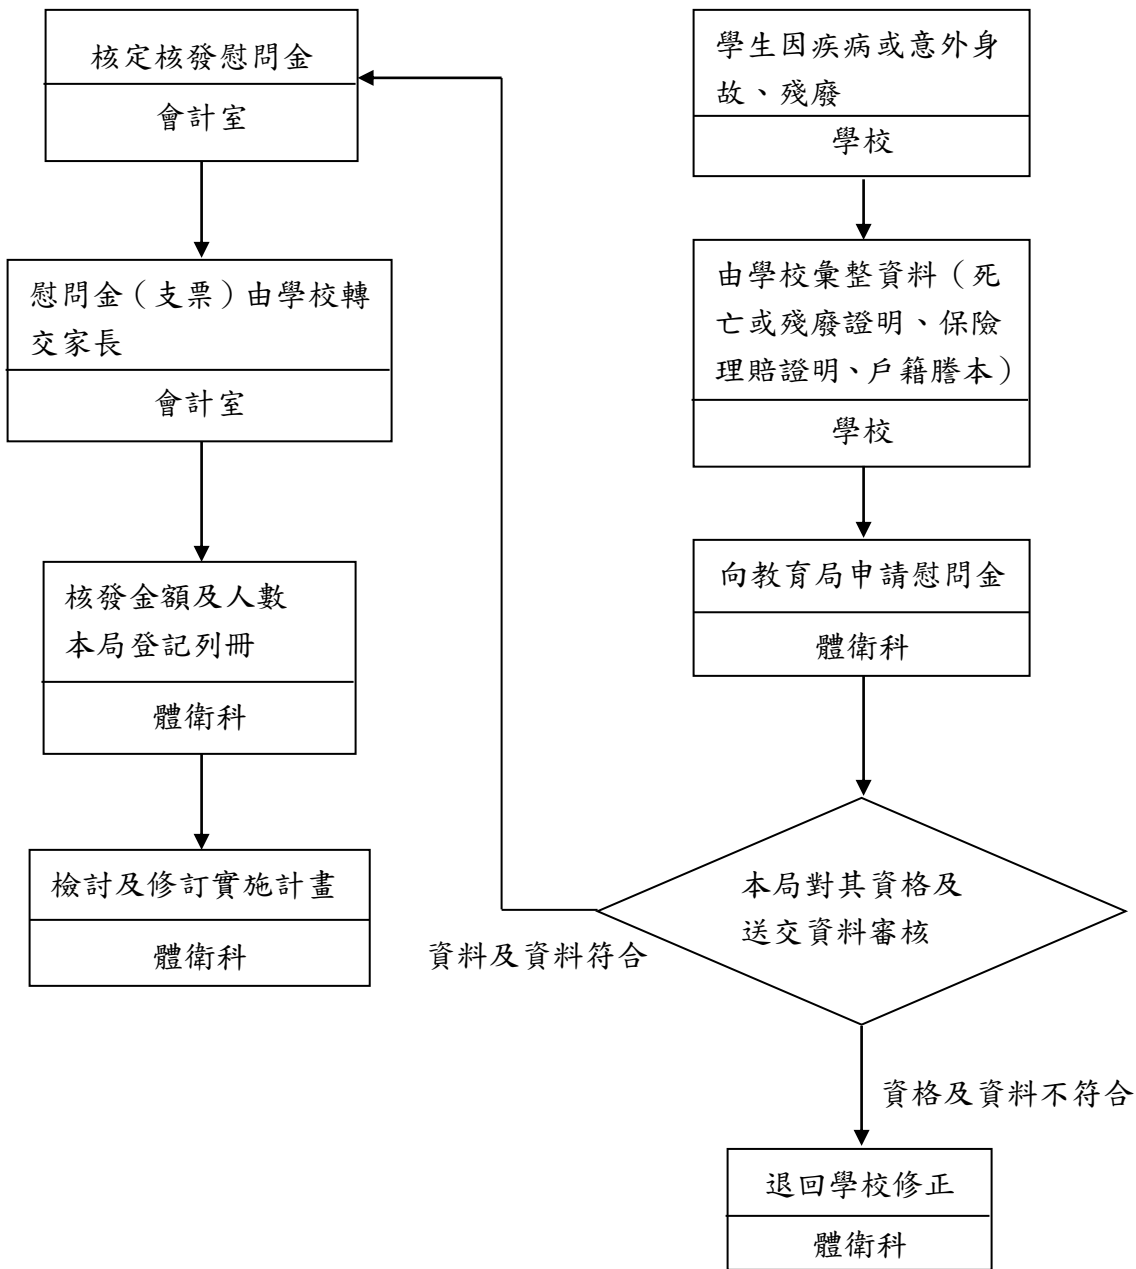 核定核發慰問金
會計室
慰問金（支票）由學校轉
交家長
會計室
核發金額及人數
本局登記列冊
體衛科
檢討及修訂實施計畫
體衛科
學生因疾病或意外身
故、殘廢
學校
由學校彙整資料（死
亡或殘廢證明、保險
理賠證明、戶籍謄本）
學校
向教育局申請慰問金
體衛科
本局對其資格及
送交資料審核
資料及資料符合
資格及資料不符合
退回學校修正
體衛科